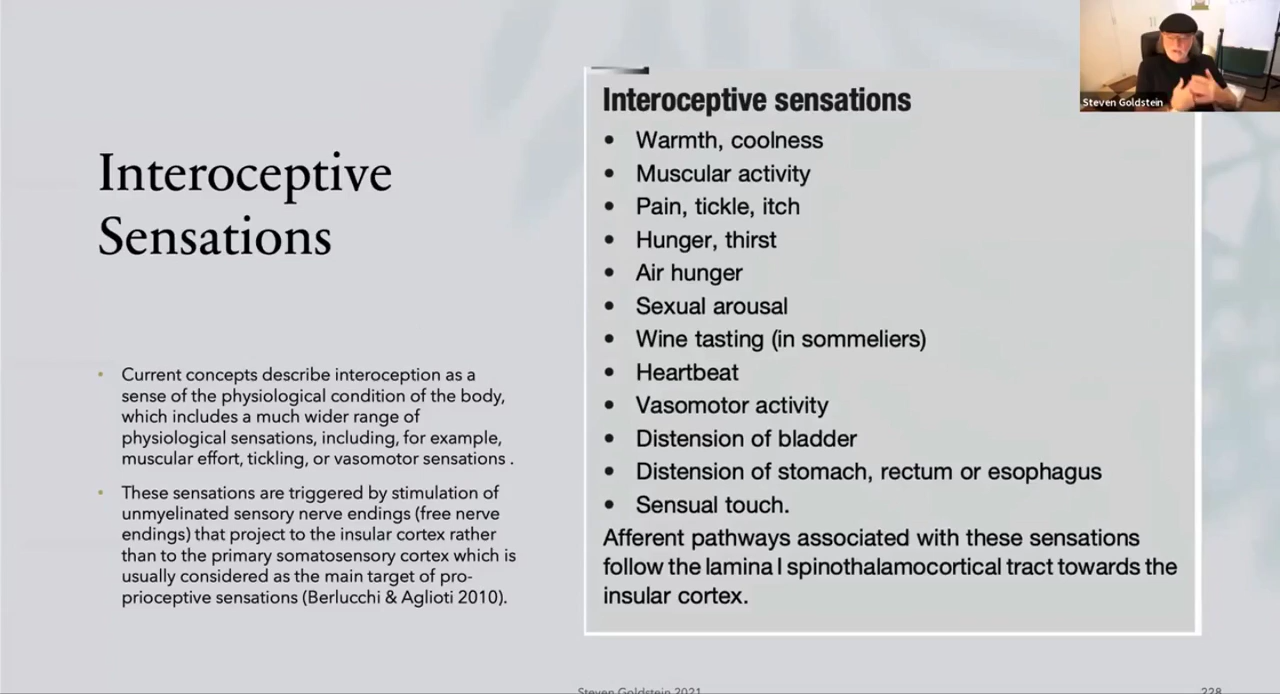 Interoceptive
Sensations
• Current concepts describe interoception as a
sense of the physiological condition of the body,
which includes a much wider range of
physiological sensations, including, for example,
muscular effort, tickling, or vasomotor sensations .
• These sensations are triggered by stimulation of
unmyelinated sensory nerve endings (free nerve
endings) that project to the insular cortex rather
than to the primary somatosensory cortex which is
usually considered as the main target of pro-
prioceptive sensations (Berlucchi & Aglioti 2010).
Interoceptive sensations
• Warmth, coolness
• Muscular activity
• Pain, tickle, itch
• Hunger, thirst
• Air hunger
• Sexual arousal
• Wine tasting (in sommeliers)
• Heartbeat
• Vasomotor activity
• Distension of bladder
• Distension of stomach, rectum or esophagus
• Sensual touch.
Afferent pathways associated with these sensations
follow the lamina I spinothalamocortical tract towards the
insular cortex.
Steven Goldstein
Steven Goldstein 2021
228